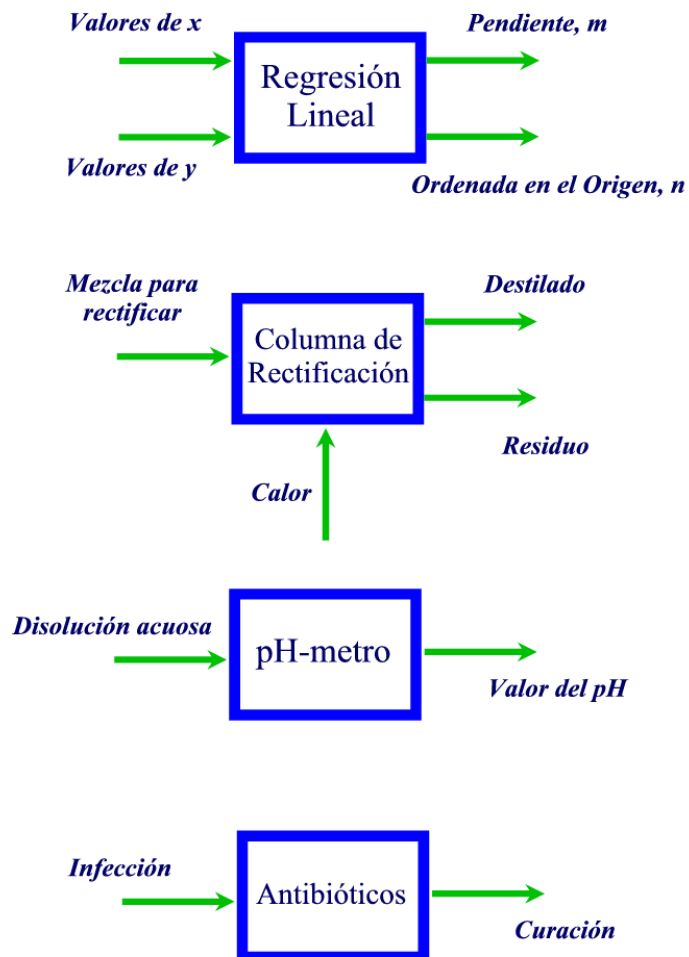 Valores de x
Pendiente, m
Regresión
Lineal
Valores de y
Ordenada en el Origen, n
Mezcla para
rectificar
Destilado
Columna de
Rectificación
Residuo
Calor
Disolución acuosa
pH-metro
Valor del pH
Infección
Antibióticos
Curación